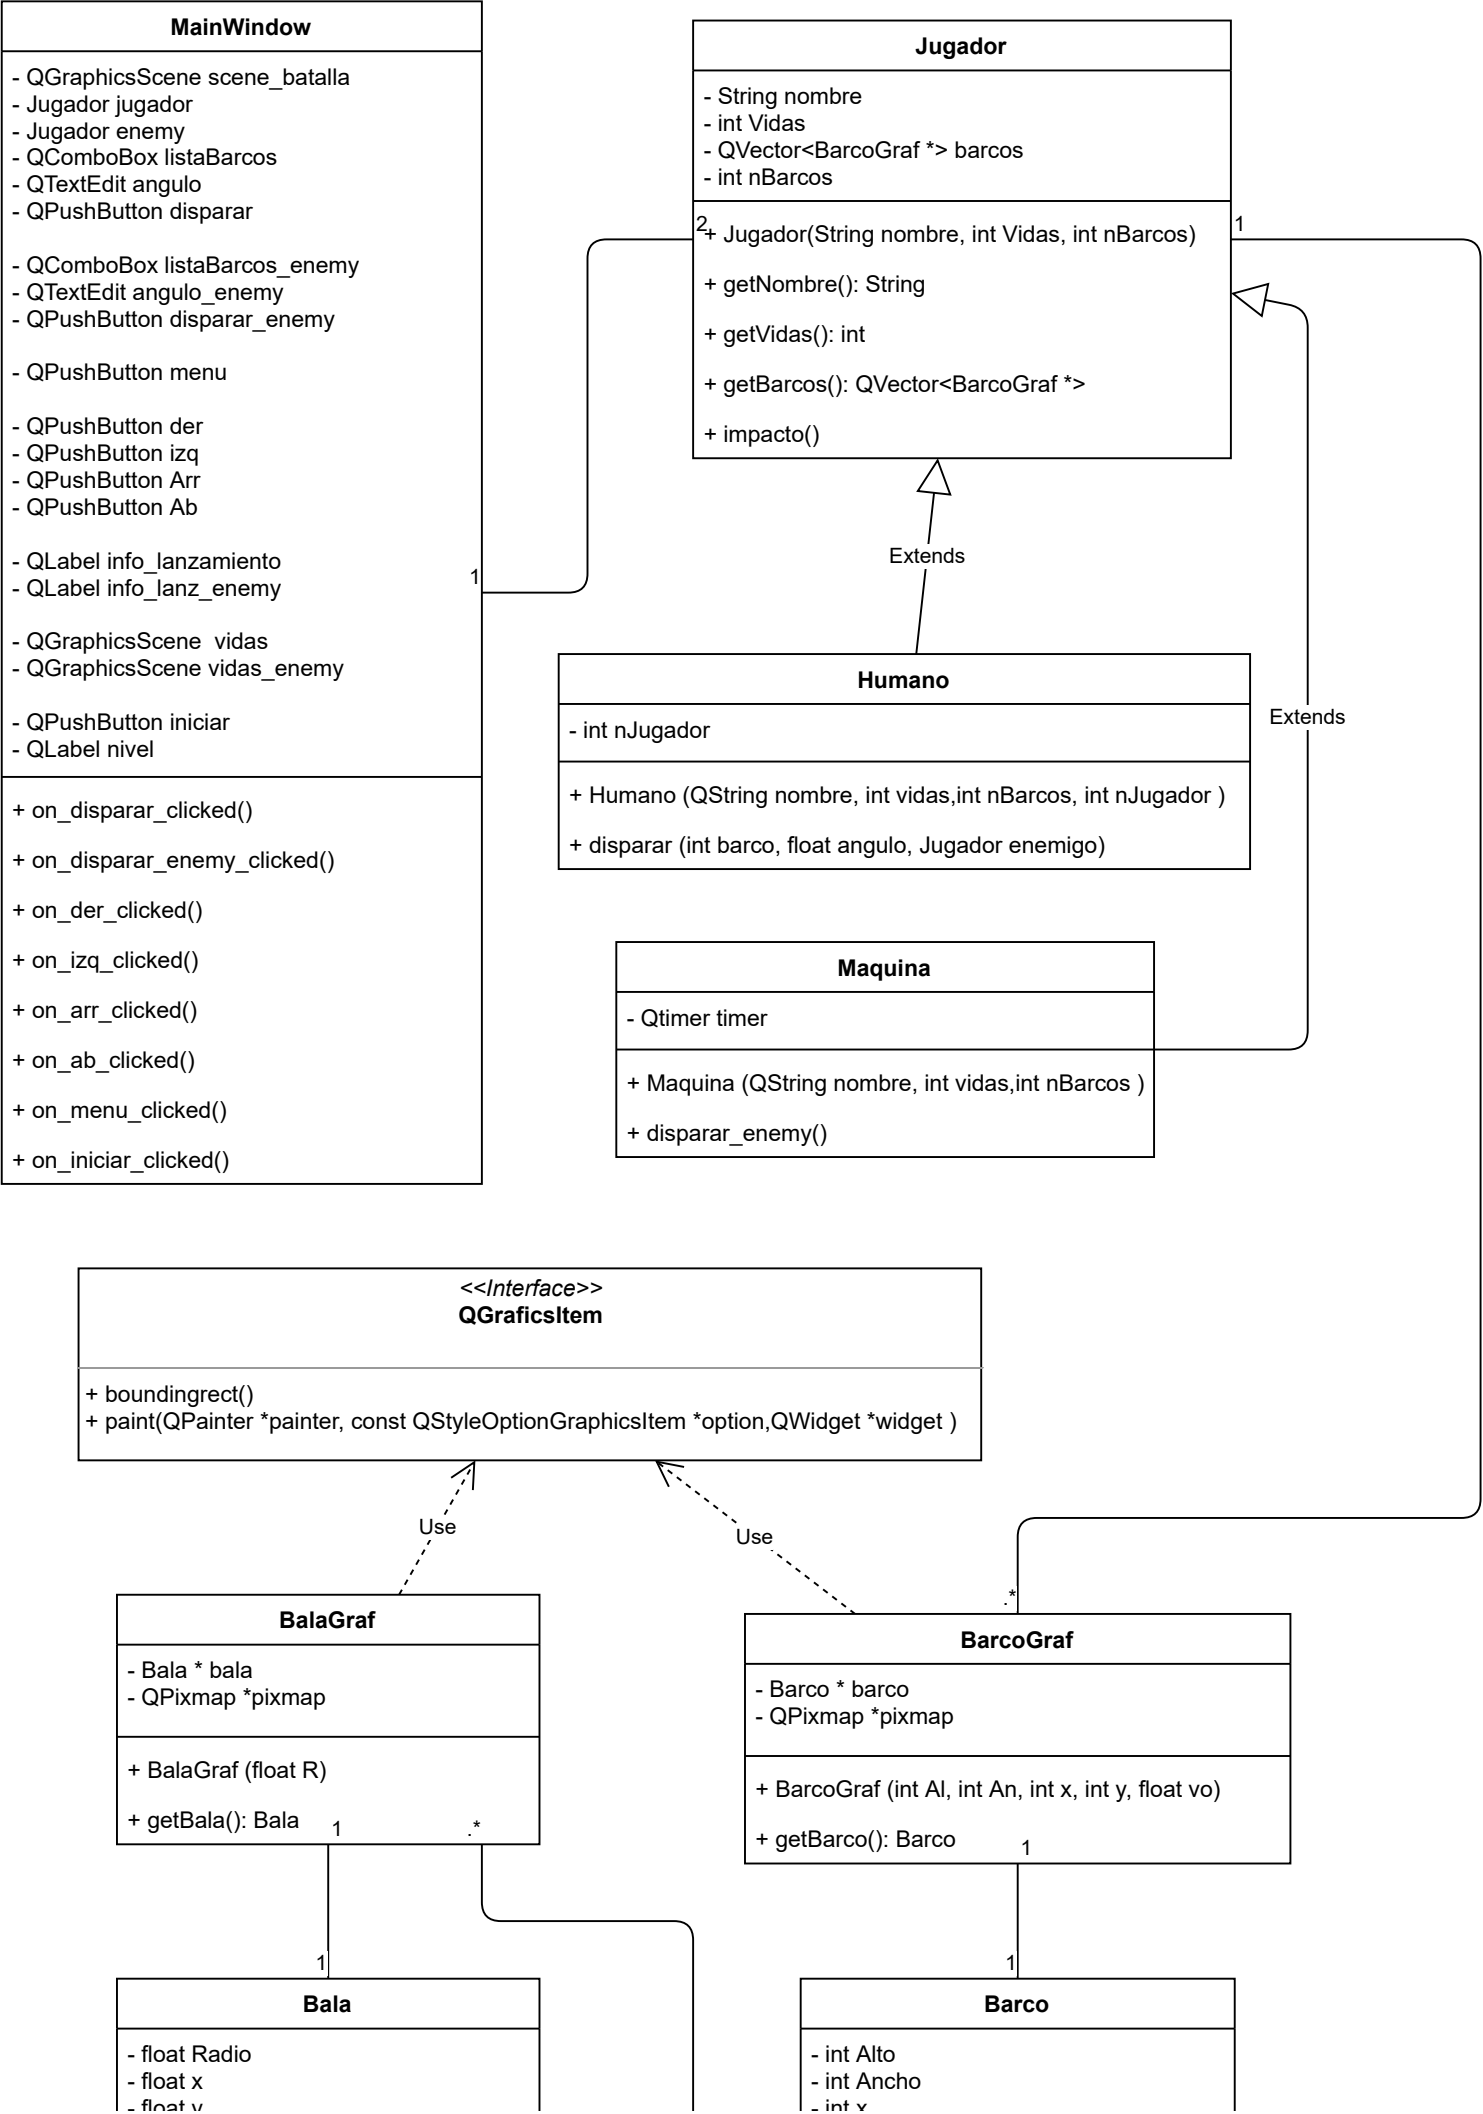 MainWindow
- QGraphicsScene scene_batalla
- Jugador jugador
- Jugador enemy
- QComboBox listaBarcos
- QTextEdit angulo
- QPushButton disparar
- QComboBox listaBarcos_enemy
- QTextEdit angulo_enemy
- QPushButton disparar_enemy
- QPushButton menu
- QPushButton der
- QPushButton izq
- QPushButton Arr
- QPushButton Ab
- QLabel info_lanzamiento
- QLabel info_lanz_enemy
- QGraphicsScene  vidas
- QGraphicsScene vidas_enemy
- QPushButton iniciar
- QLabel nivel
+ on_disparar_clicked()
+ on_disparar_enemy_clicked()
+ on_der_clicked()
+ on_izq_clicked()
+ on_arr_clicked()
+ on_ab_clicked()
+ on_menu_clicked()
+ on_iniciar_clicked()
1
2
Jugador
- String nombre
- int Vidas
- QVector<BarcoGraf *> barcos
- int nBarcos
+ Jugador(String nombre, int Vidas, int nBarcos)
+ getNombre(): String
+ getVidas(): int
+ getBarcos(): QVector<BarcoGraf *>
+ impacto()
1
Extends
Humano
- int nJugador
+ Humano (QString nombre, int vidas,int nBarcos, int nJugador )
+ disparar (int barco, float angulo, Jugador enemigo)
Extends
Maquina
- Qtimer timer
+ Maquina (QString nombre, int vidas,int nBarcos )
+ disparar_enemy()
<<Interface>>
QGraficsItem
+ boundingrect()
+ paint(QPainter *painter, const QStyleOptionGraphicsItem *option,QWidget *widget )
Use
Use
.*
BalaGraf
- Bala * bala
- QPixmap *pixmap
+ BalaGraf (float R)
+ getBala(): Bala
1
.*
BarcoGraf
- Barco * barco
- QPixmap *pixmap
+ BarcoGraf (int Al, int An, int x, int y, float vo)
+ getBarco(): Barco
1
1
1
Bala
- float Radio
- float x
- float y
Barco
- int Alto
- int Ancho
- int x